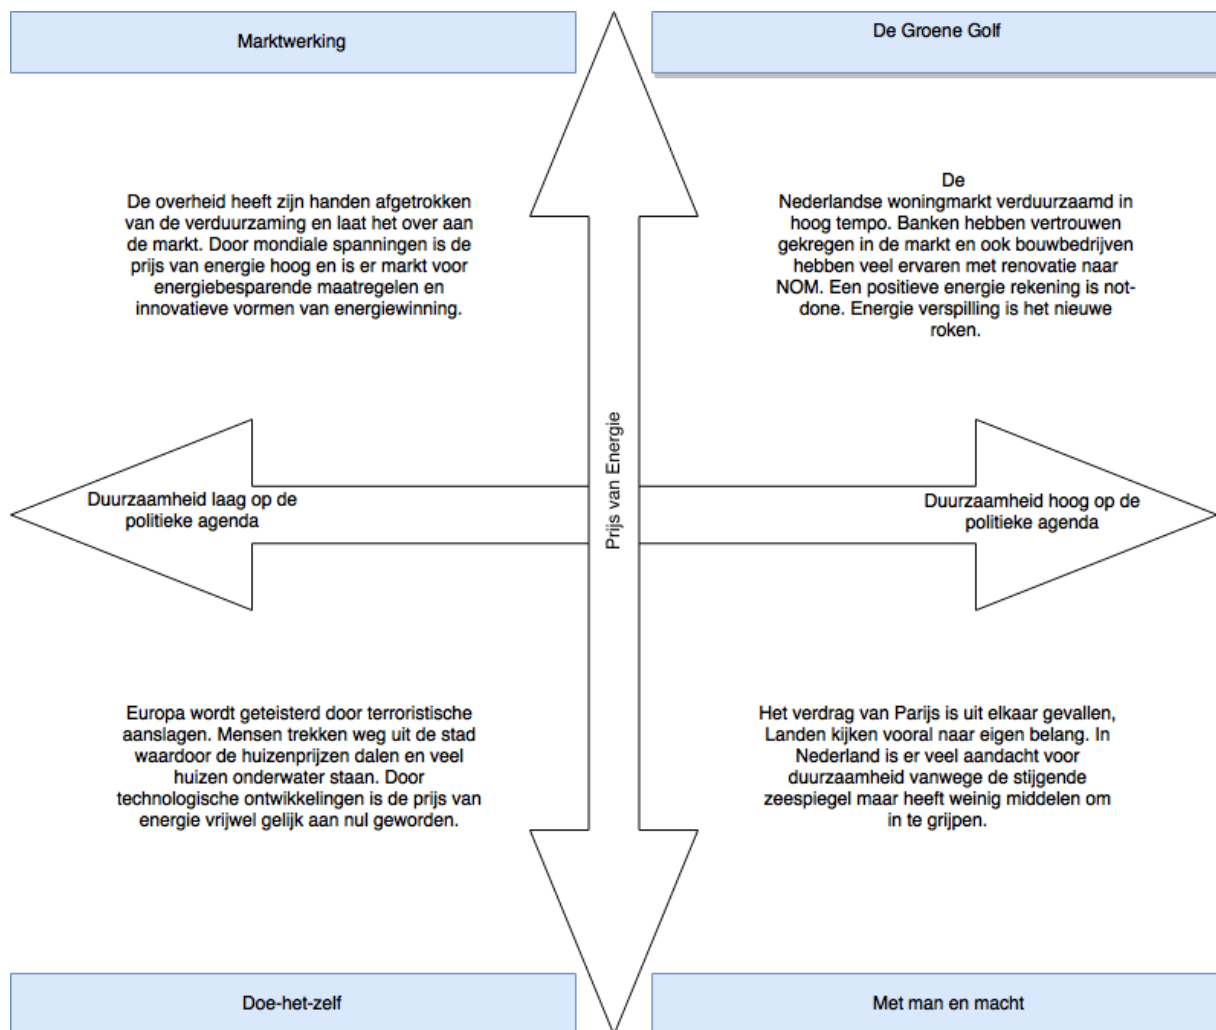 Marktwerking
De Groene Golf
De overheid heeft zijn handen afgetrokken
van de verduurzaming en laat het over aan
de markt. Door mondiale spanningen is de
prijs van energie hoog en is er markt voor
energiebesparende maatregelen en
innovatieve vormen van energiewinning.
De
Nederlandse woningmarkt verduurzaamd in
hoog tempo. Banken hebben vertrouwen
gekregen in de markt en ook bouwbedrijven
hebben veel ervaren met renovatie naar
NOM. Een positieve energie rekening is not-
done. Energie verspilling is het nieuwe
roken.
Prijs van Energie
Duurzaamheid laag op de
politieke agenda
Duurzaamheid hoog op de
politieke agenda
Europa wordt geteisterd door terroristische
aanslagen. Mensen trekken weg uit de stad
waardoor de huizenprijzen dalen en veel
huizen onderwater staan. Door
technologische ontwikkelingen is de prijs van
energie vrijwel gelijk aan nul geworden.
Het verdrag van Parijs is uit elkaar gevallen,
Landen kijken vooral naar eigen belang. In
Nederland is er veel aandacht voor
duurzaamheid vanwege de stijgende
zeespiegel maar heeft weinig middelen om
in te grijpen.
Doe-het-zelf
Met man en macht